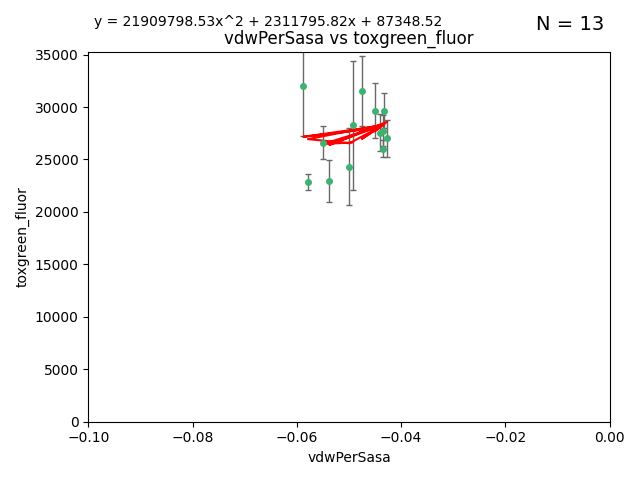 y = 21909798.53x^2 + 2311795.82x + 87348.52
N = 13
vdwPerSasa vs toxgreen_fluor
35000
30000
25000
20000
15000
10000
5000
0
toxgreen_fluor
−0.10
−0.08
−0.06
−0.04
−0.02
0.00
vdwPerSasa